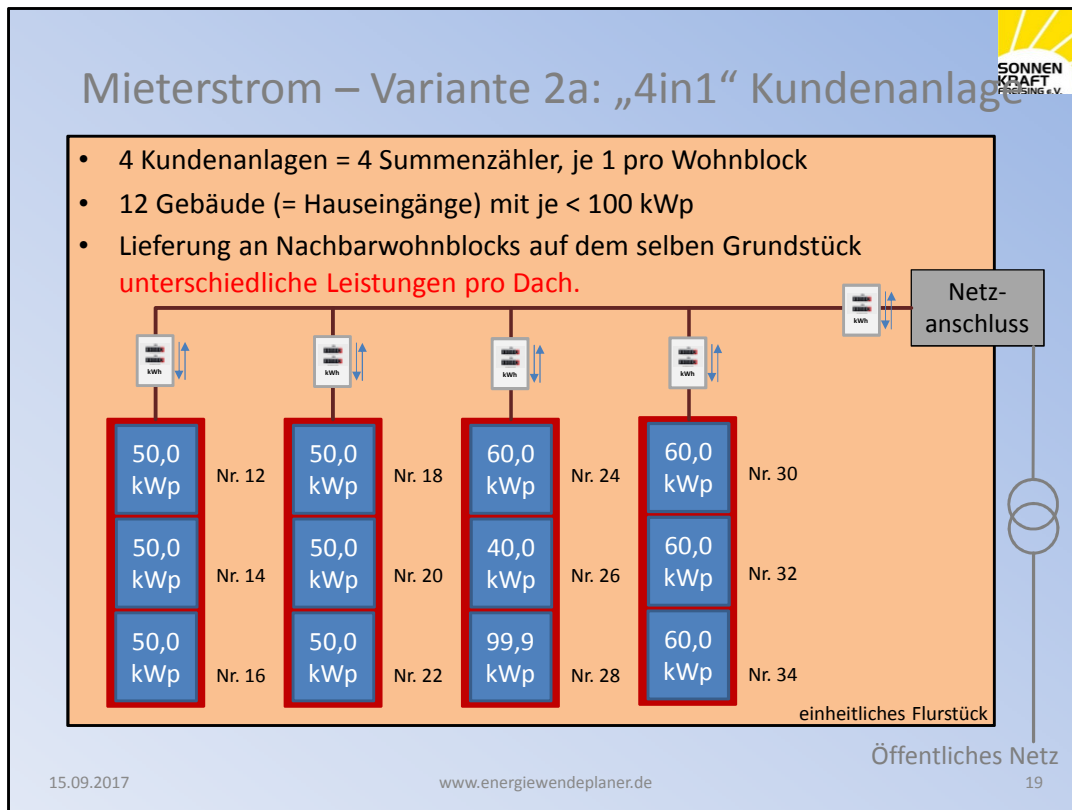 SONNEN
KRAFT
FREISING e.V.
Mieterstrom – Variante 2a: „4in1“ Kundenanlage
• 4 Kundenanlagen = 4 Summenzähler, je 1 pro Wohnblock
• 12 Gebäude (= Hauseingänge) mit je < 100 kWp
• Lieferung an Nachbarwohnblocks auf dem selben Grundstück
unterschiedliche Leistungen pro Dach.
Netz-
anschluss
kWh
kWh
kWh
kWh
kWh
50,0
kWp
Nr. 12
50,0
kWp
Nr. 18
60,0
kWp
Nr. 24
60,0
kWp
Nr. 30
50,0
kWp
Nr. 14
50,0
kWp
Nr. 20
40,0
kWp
Nr. 26
60,0
kWp
Nr. 32
50,0
kWp
Nr. 16
50,0
kWp
Nr. 22
99,9
kWp
Nr. 28
60,0
kWp
Nr. 34
einheitliches Flurstück
Öffentliches Netz
15.09.2017
www.energiewendeplaner.de
19